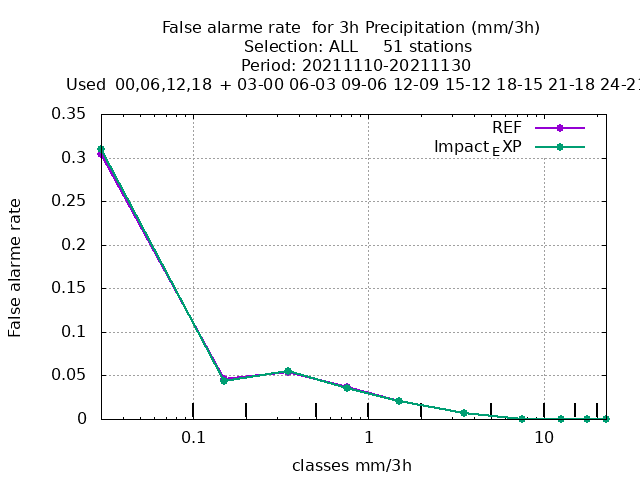 False alarme rate  for 3h Precipitation (mm/3h)
Selection: ALL     51 stations
Period: 20211110-20211130
Used  00,06,12,18  + 03-00 06-03 09-06 12-09 15-12 18-15 21-18 24-21
REF
Impact_EXP
0.35
0.3
0.25
0.2
0.15
0.1
0.05
0
False alarme rate
0.1
1
10
classes mm/3h